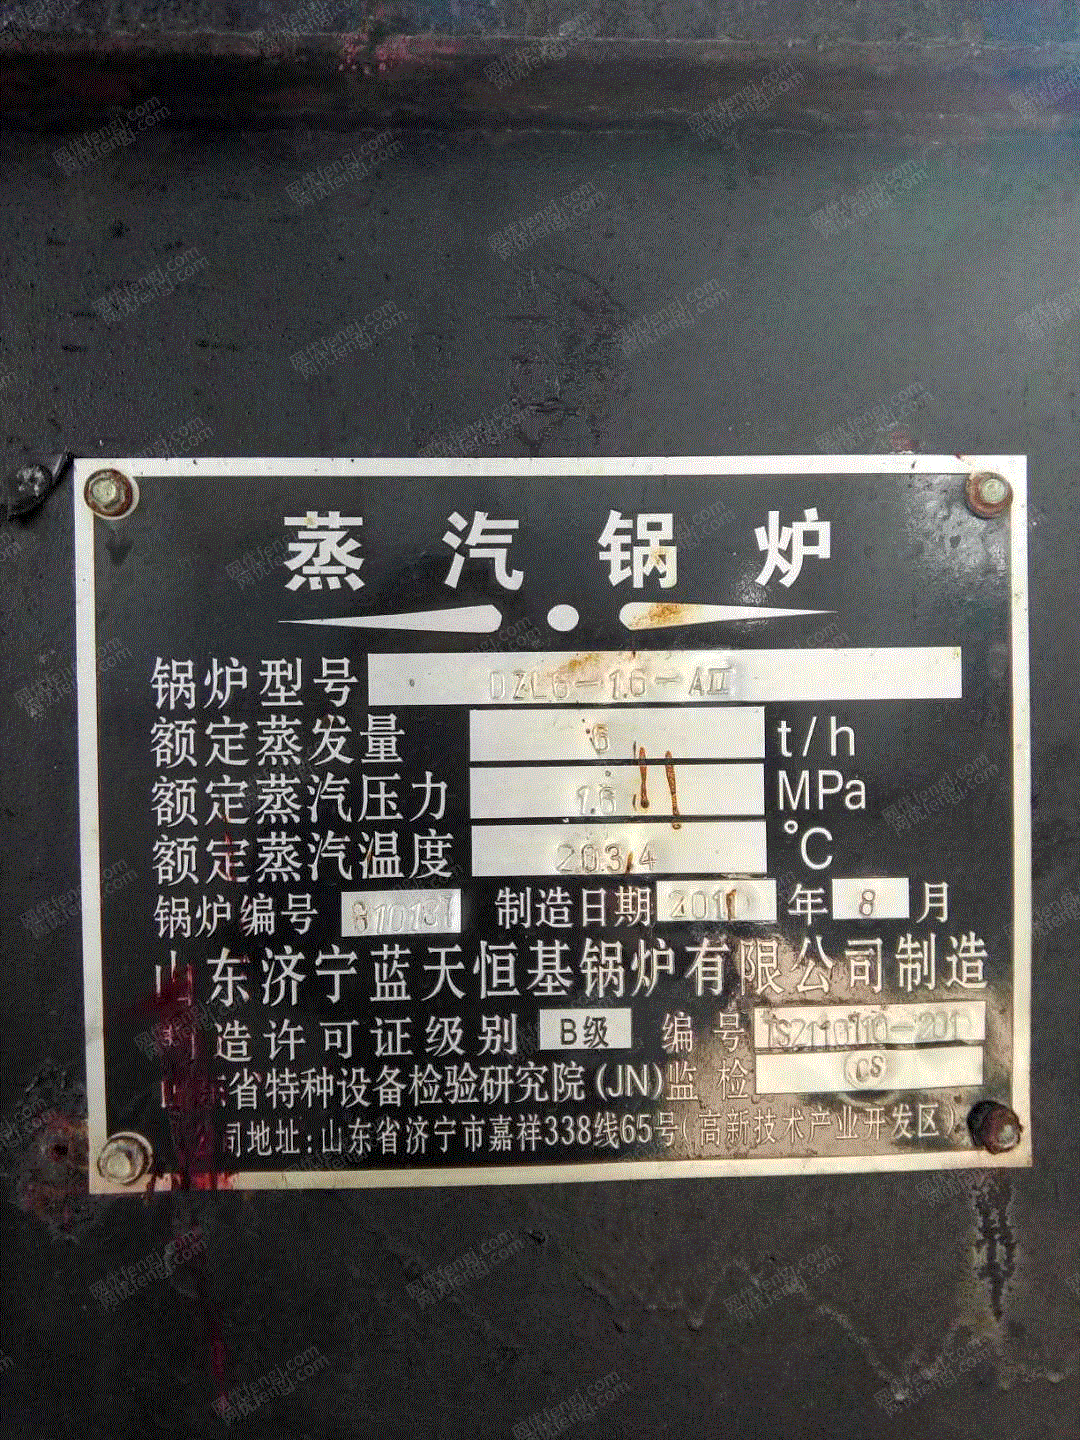 蒸汽锅炉
锅炉型号 DZL6-1.6-AII
额定蒸发量 6 t/h
额定蒸汽压力 1.6 MPa
额定蒸汽温度 203.4 ℃
锅炉编号 制造日期 年 8 月
山东济宁蓝天恒基锅炉有限公司制造
造许可证级别 B级 编号
东省特种设备检验研究院(JN)监检 CS
司地址:山东省济宁市嘉祥338线65号(高新技术产业开发区)